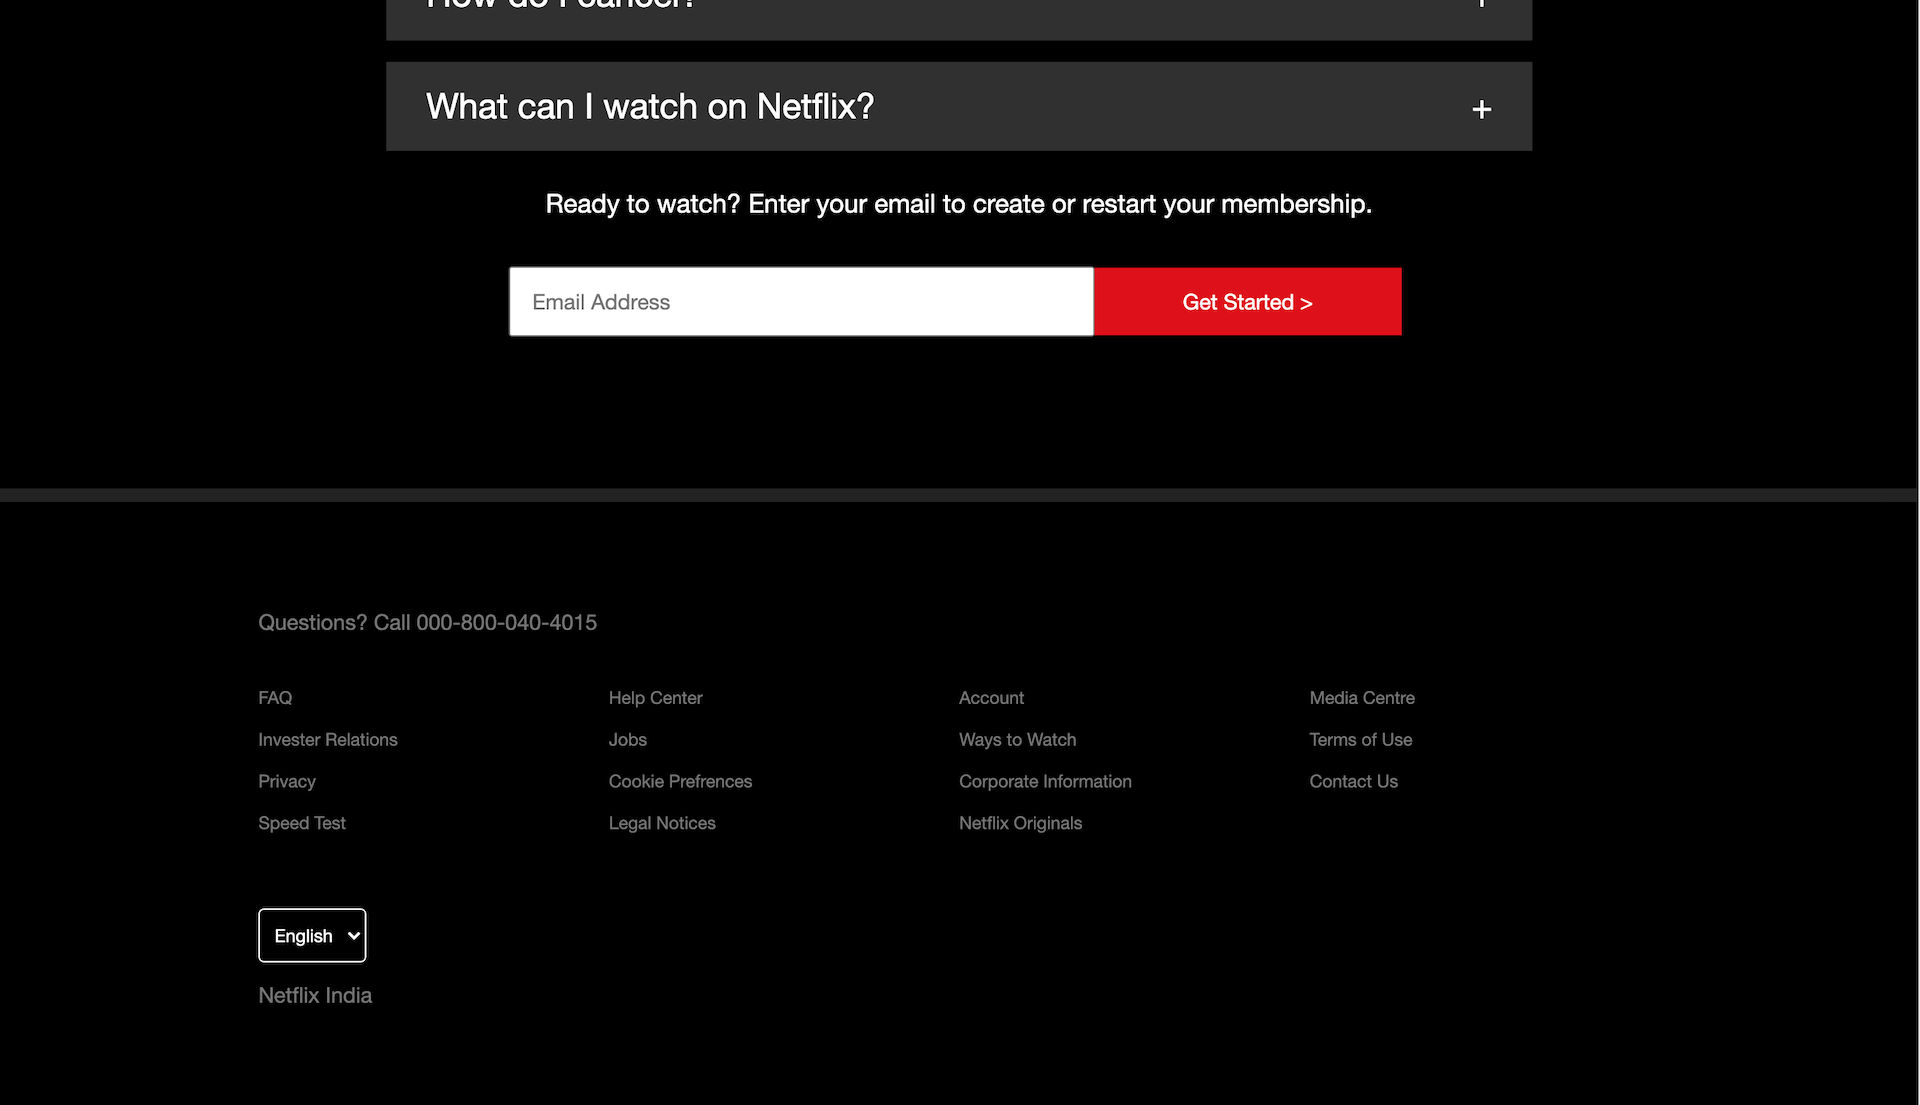 How do I cancel?
+
What can I watch on Netflix?
+
Ready to watch? Enter your email to create or restart your membership.
Email Address
Get Started >
Questions? Call 000-800-040-4015
FAQ
Help Center
Account
Media Centre
Invester Relations
Jobs
Ways to Watch
Terms of Use
Privacy
Cookie Prefrences
Corporate Information
Contact Us
Speed Test
Legal Notices
Netflix Originals
English
Netflix India